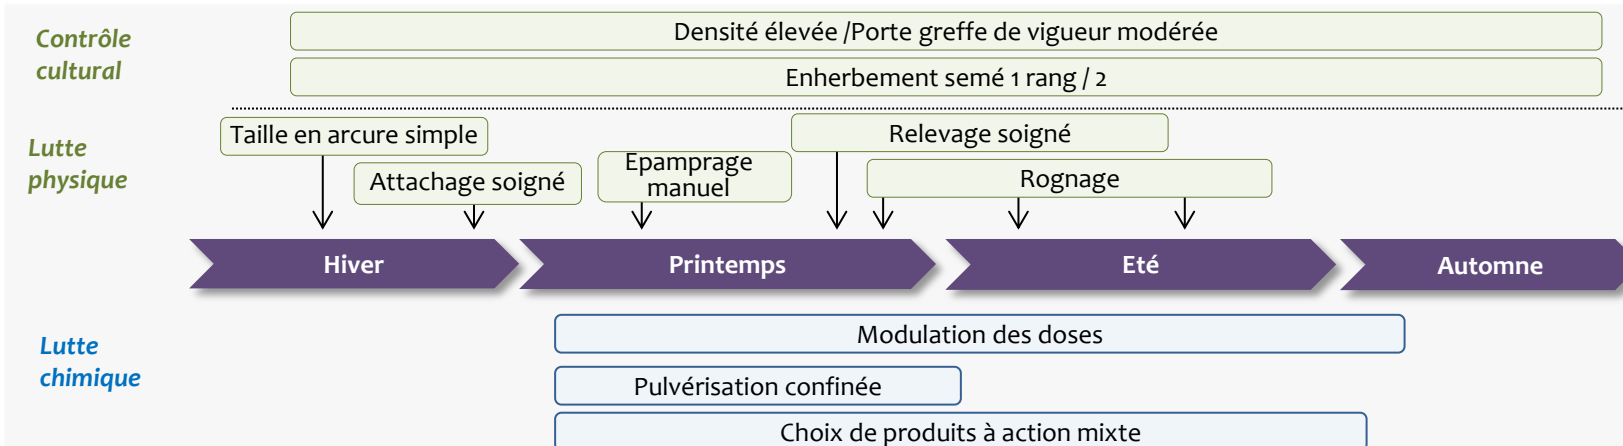 Contrôle
cultural
Densité élevée /Porte greffe de vigueur modérée
Enherbement semé 1 rang / 2
Lutte
physique
Taille en arcure simple
Attachage soigné
Epamprage
manuel
Relevage soigné
Rognage
Hiver
Printemps
Eté
Automne
Lutte
chimique
Modulation des doses
Pulvérisation confinée
Choix de produits à action mixte